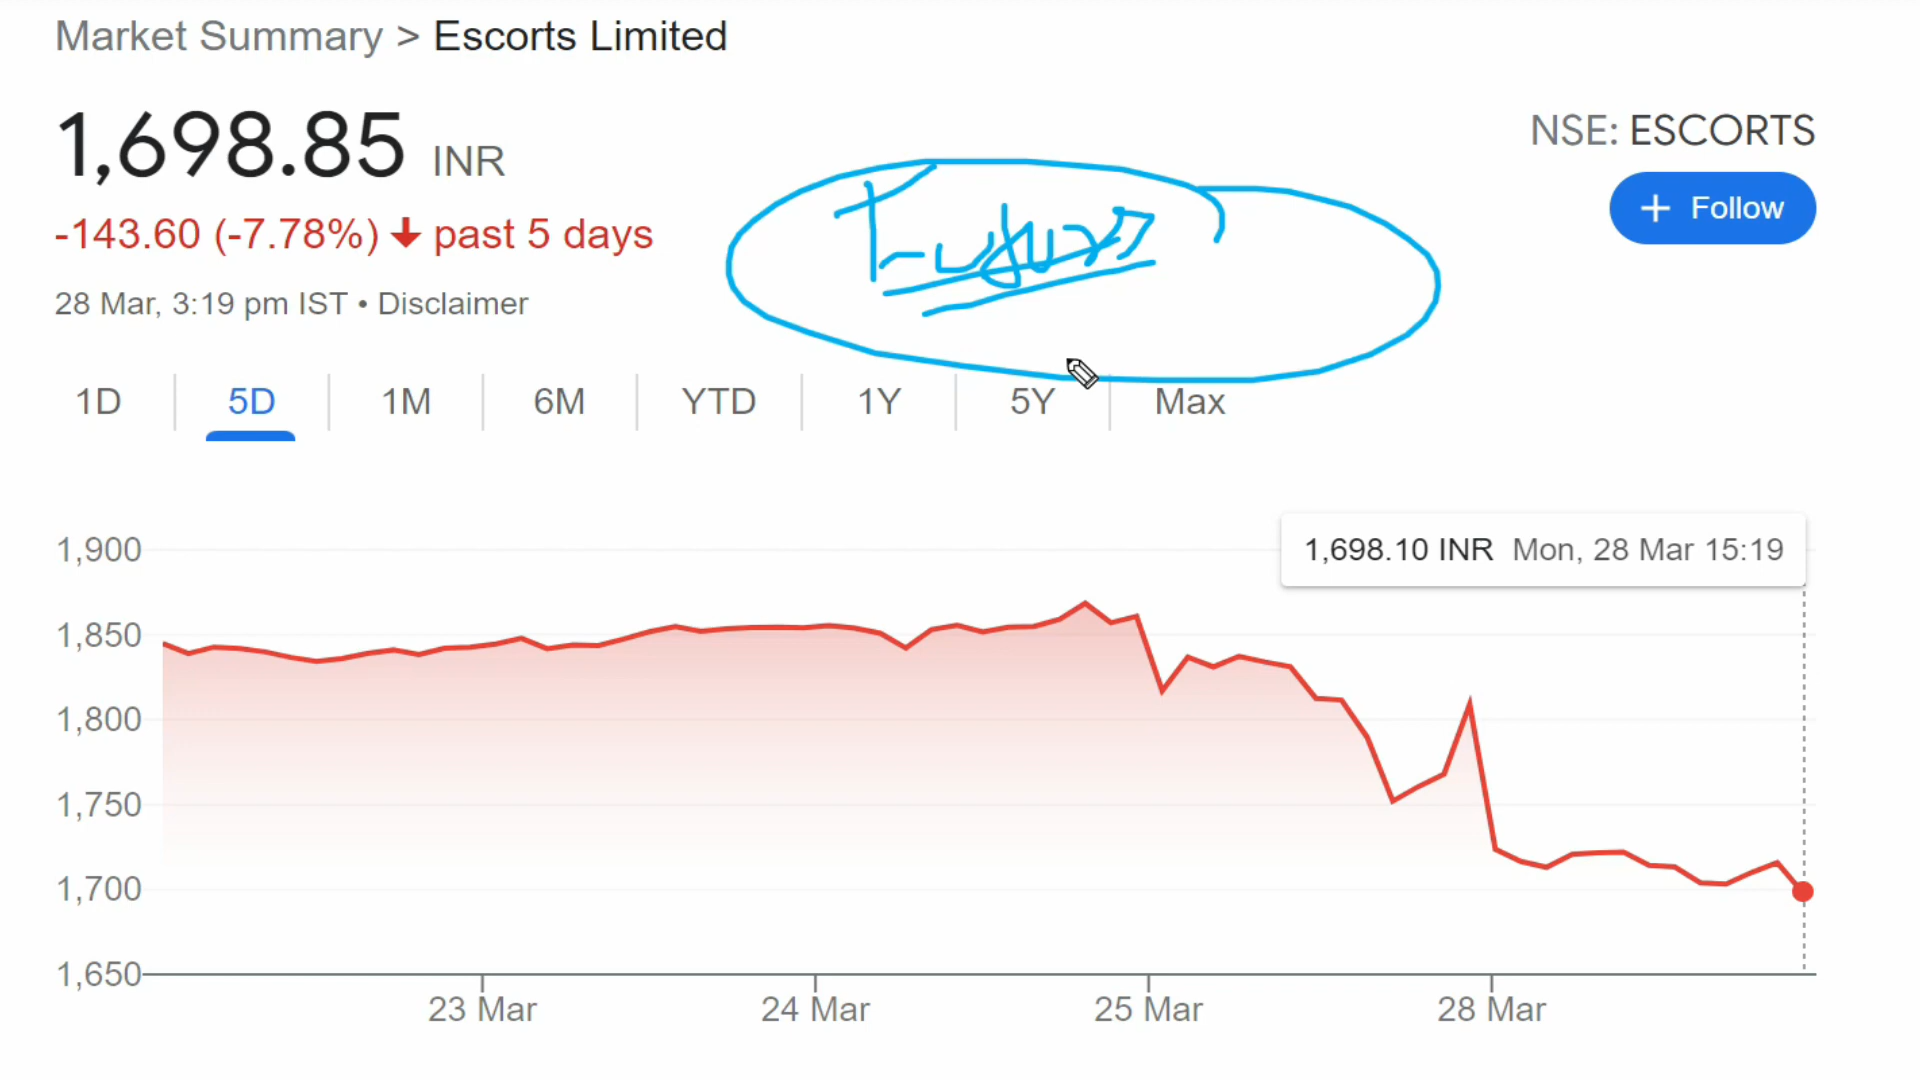 Market Summary > Escorts Limited
1,698.85 INR
-143.60 (-7.78%) ↓ past 5 days
28 Mar, 3:19 pm IST • Disclaimer
NSE: ESCORTS
+ Follow
1D 5D 1M 6M YTD 1Y 5Y Max
1,698.10 INR Mon, 28 Mar 15:19
1,900
1,850
1,800
1,750
1,700
1,650
23 Mar 24 Mar 25 Mar 28 Mar